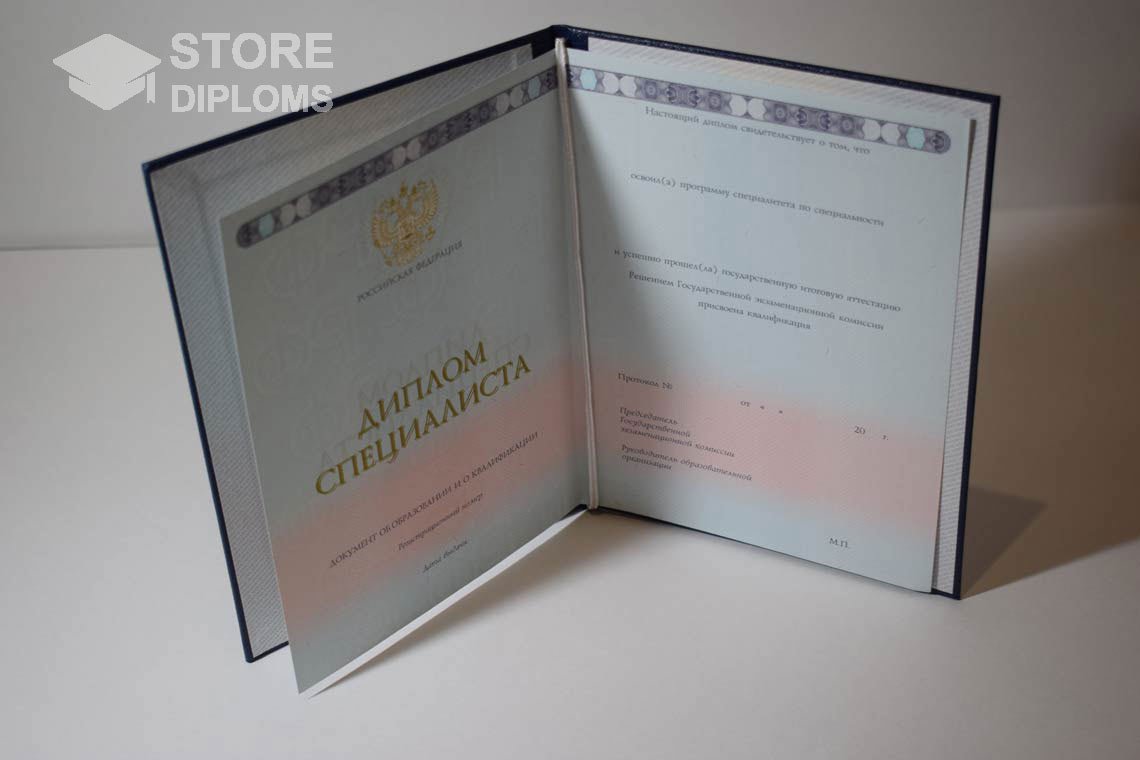 STORE
DIPLOMS
РОССИЙСКАЯ ФЕДЕРАЦИЯ
ДИПЛОМ
СПЕЦИАЛИСТА
ДОКУМЕНТ ОБ ОБРАЗОВАНИИ И О КВАЛИФИКАЦИИ
Регистрационный номер
Дата выдачи
Настоящий диплом свидетельствует о том, что
освоил(а) программу специалитета по специальности
и успешно прошел(ла) государственную итоговую аттестацию
Решением Государственной экзаменационной комиссии
присвоена квалификация
Протокол №
от « »
20 г.
Председатель
Государственной
экзаменационной комиссии
Руководитель образовательной
организации
М.П.